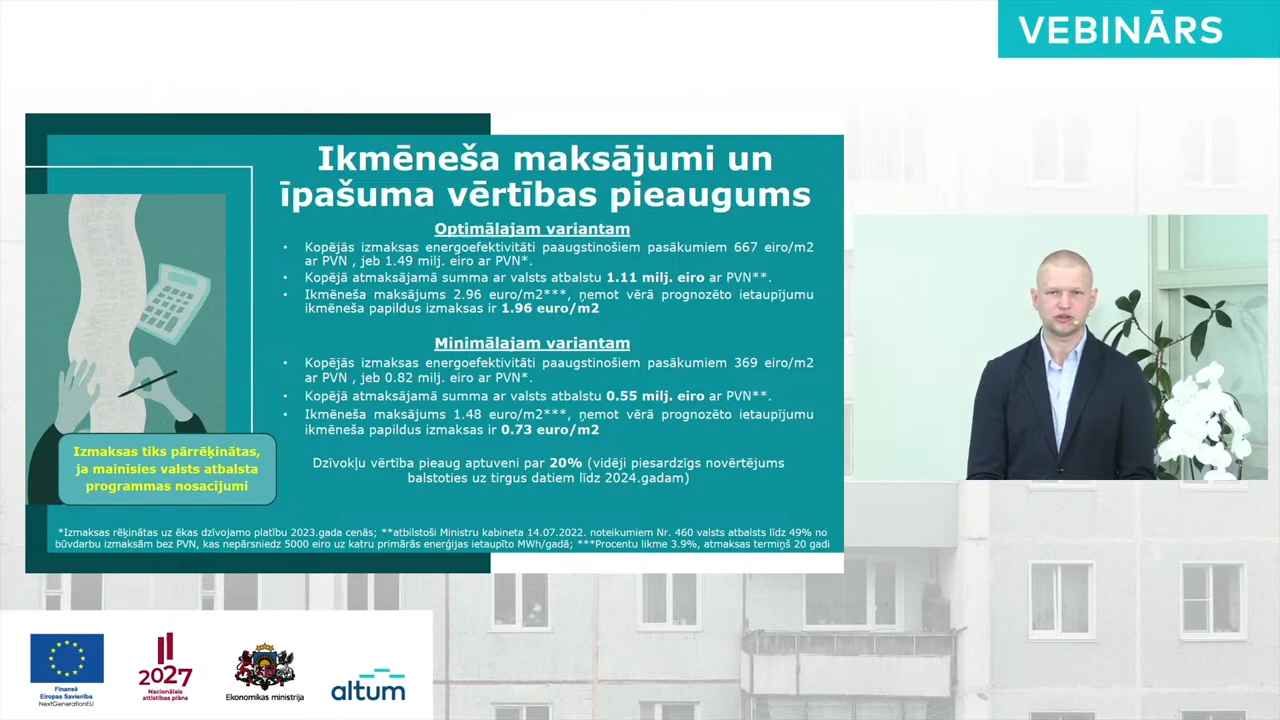 VEBINĀRS
Ikmēneša maksājumi un
īpašuma vērtības pieaugums
Optimālajam variantam
• Kopējās izmaksas energoefektivitāti paaugstinošiem pasākumiem 667 eiro/m2
ar PVN , jeb 1.49 milj. eiro ar PVN*.
• Kopējā atmaksājamā summa ar valsts atbalstu 1.11 milj. eiro ar PVN**.
• Ikmēneša maksājums 2.96 euro/m2***, ņemot vērā prognozēto ietaupījumu
ikmēneša papildus izmaksas ir 1.96 euro/m2
Minimālajam variantam
• Kopējās izmaksas energoefektivitāti paaugstinošiem pasākumiem 369 eiro/m2
ar PVN , jeb 0.82 milj. eiro ar PVN*.
• Kopējā atmaksājamā summa ar valsts atbalstu 0.55 milj. eiro ar PVN**.
• Ikmēneša maksājums 1.48 euro/m2***, ņemot vērā prognozēto ietaupījumu
ikmēneša papildus izmaksas ir 0.73 euro/m2
Izmaksas tiks pārrēķinātas,
ja mainīsies valsts atbalsta
programmas nosacījumi
Dzīvokļu vērtība pieaug aptuveni par 20% (vidēji piesardzīgs novērtējums
balstoties uz tirgus datiem līdz 2024.gadam)
*Izmaksas rēķinātas uz ēkas dzīvojamo platību 2023.gada cenās; **atbilstoši Ministru kabineta 14.07.2022. noteikumiem Nr. 460 valsts atbalsts līdz 49% no
būvdarbu izmaksām bez PVN, kas nepārsniedz 5000 eiro uz katru primārās enerģijas ietaupīto MWh/gadā; ***Procentu likme 3.9%, atmaksas termiņš 20 gadi
Finansē
Eiropas Savienība
NextGenerationEU
2027
Nacionālais
attīstības plāns
Ekonomikas ministrija
altum